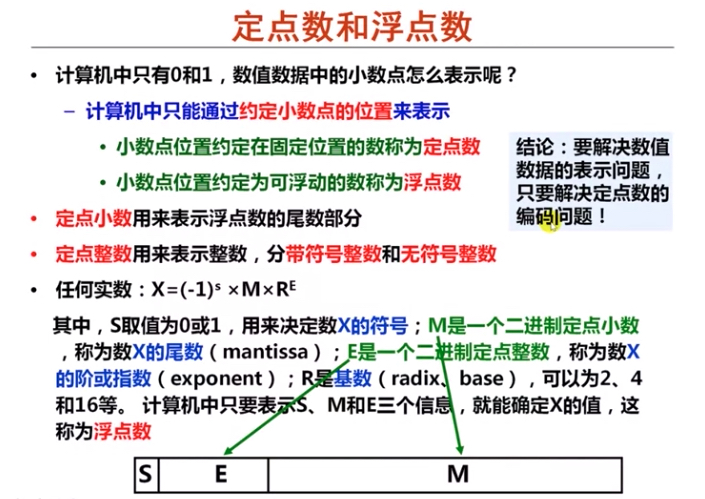 定点数和浮点数
• 计算机中只有0和1，数值数据中的小数点怎么表示呢？
– 计算机中只能通过约定小数点的位置来表示
• 小数点位置约定在固定位置的数称为定点数
• 小数点位置约定为可浮动的数称为浮点数
结论：要解决数值
数据的表示问题，
只要解决定点数的
编码问题！
• 定点小数用来表示浮点数的尾数部分
• 定点整数用来表示整数，分带符号整数和无符号整数
• 任何实数：X=(-1)ˢ ×M×Rᴱ
其中，S取值为0或1，用来决定数X的符号；M是一个二进制定点小数
，称为数X的尾数（mantissa）；E是一个二进制定点整数，称为数X
的阶或指数（exponent）；R是基数（radix、base），可以为2、4
和16等。 计算机中只要表示S、M和E三个信息，就能确定X的值，这
称为浮点数
S E M